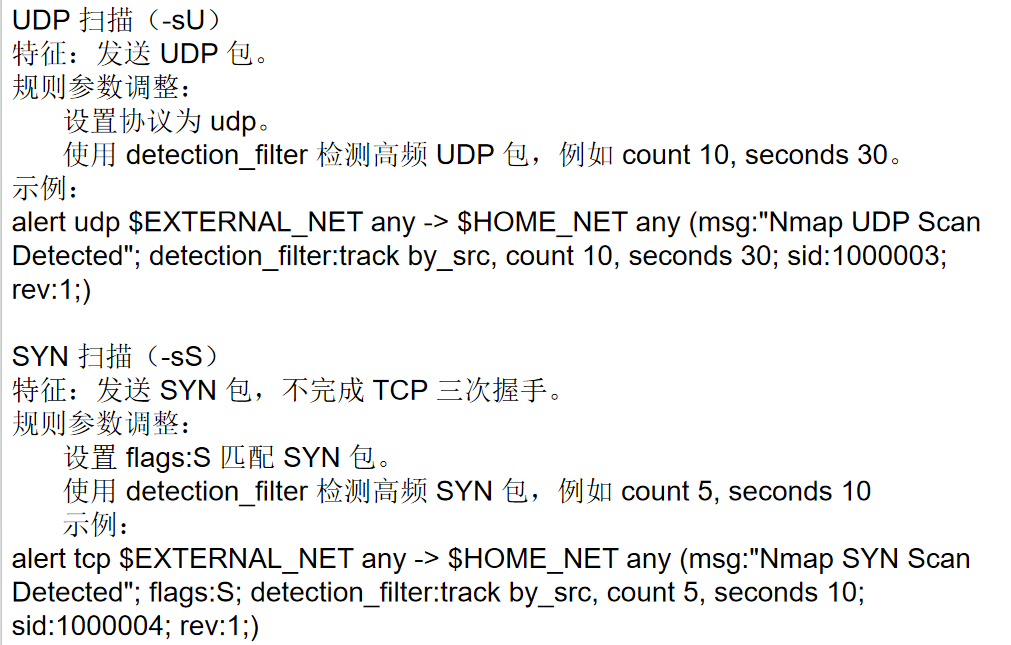 UDP 扫描（-sU）
特征：发送 UDP 包。
规则参数调整：
设置协议为 udp。
使用 detection_filter 检测高频 UDP 包，例如 count 10, seconds 30。
示例：
alert udp $EXTERNAL_NET any -> $HOME_NET any (msg:"Nmap UDP Scan
Detected"; detection_filter:track by_src, count 10, seconds 30; sid:1000003;
rev:1;)
SYN 扫描（-sS）
特征：发送 SYN 包，不完成 TCP 三次握手。
规则参数调整：
设置 flags:S 匹配 SYN 包。
使用 detection_filter 检测高频 SYN 包，例如 count 5, seconds 10
示例：
alert tcp $EXTERNAL_NET any -> $HOME_NET any (msg:"Nmap SYN Scan
Detected"; flags:S; detection_filter:track by_src, count 5, seconds 10;
sid:1000004; rev:1;)